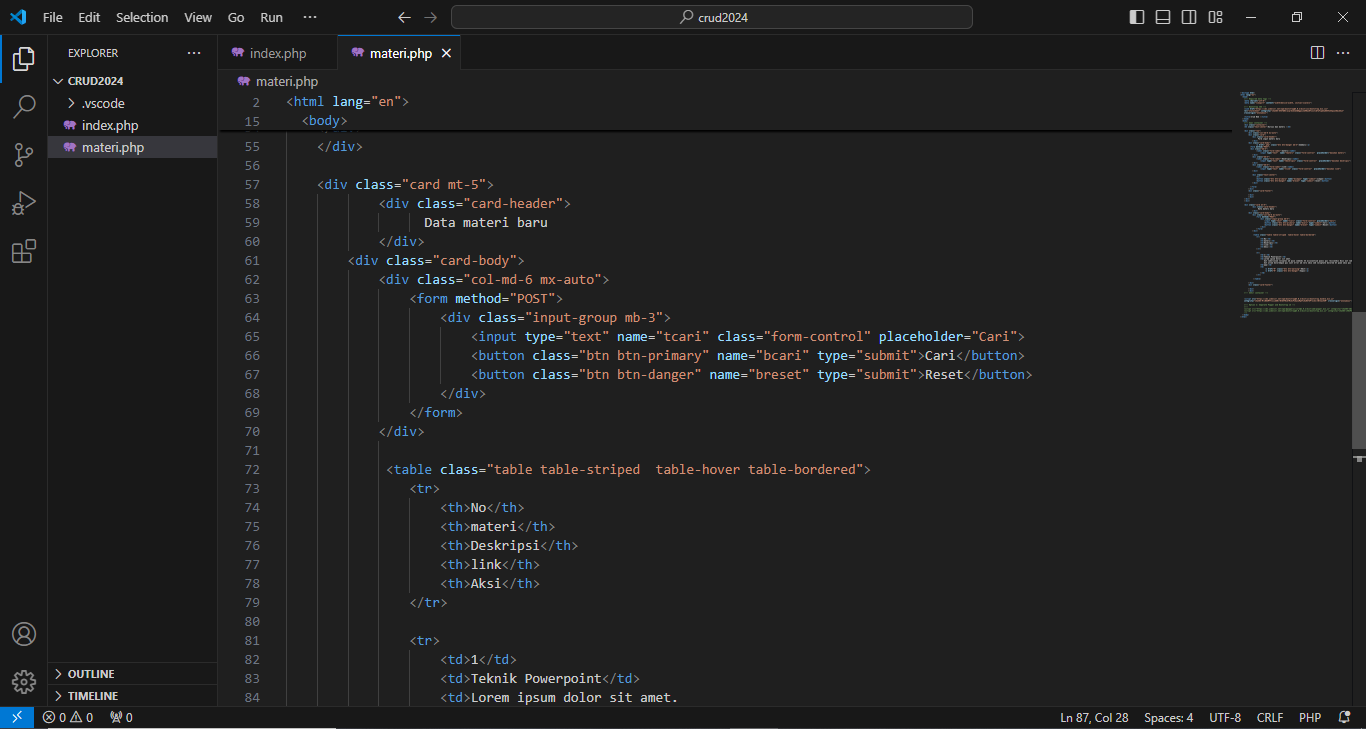 File Edit Selection View Go Run ··· crud2024
EXPLORER ···
CRUD2024
.vscode
index.php
materi.php
OUTLINE
TIMELINE
index.php materi.php
materi.php
2 <html lang="en">
15 <body>
55 </div>
56
57 <div class="card mt-5">
58 <div class="card-header">
59 Data materi baru
60 </div>
61 <div class="card-body">
62 <div class="col-md-6 mx-auto">
63 <form method="POST">
64 <div class="input-group mb-3">
65 <input type="text" name="tcari" class="form-control" placeholder="Cari">
66 <button class="btn btn-primary" name="bcari" type="submit">Cari</button>
67 <button class="btn btn-danger" name="breset" type="submit">Reset</button>
68 </div>
69 </form>
70 </div>
71
72 <table class="table table-striped  table-hover table-bordered">
73 <tr>
74 <th>No</th>
75 <th>materi</th>
76 <th>Deskripsi</th>
77 <th>link</th>
78 <th>Aksi</th>
79 </tr>
80
81 <tr>
82 <td>1</td>
83 <td>Teknik Powerpoint</td>
84 <td>Lorem ipsum dolor sit amet.
0 0 0 Ln 87, Col 28 Spaces: 4 UTF-8 CRLF PHP